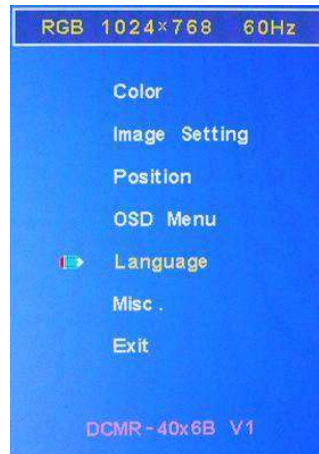 RGB 1024×768 60Hz
Color
Image Setting
Position
OSD Menu
Language
Misc.
Exit
DCMR-40x6B V1